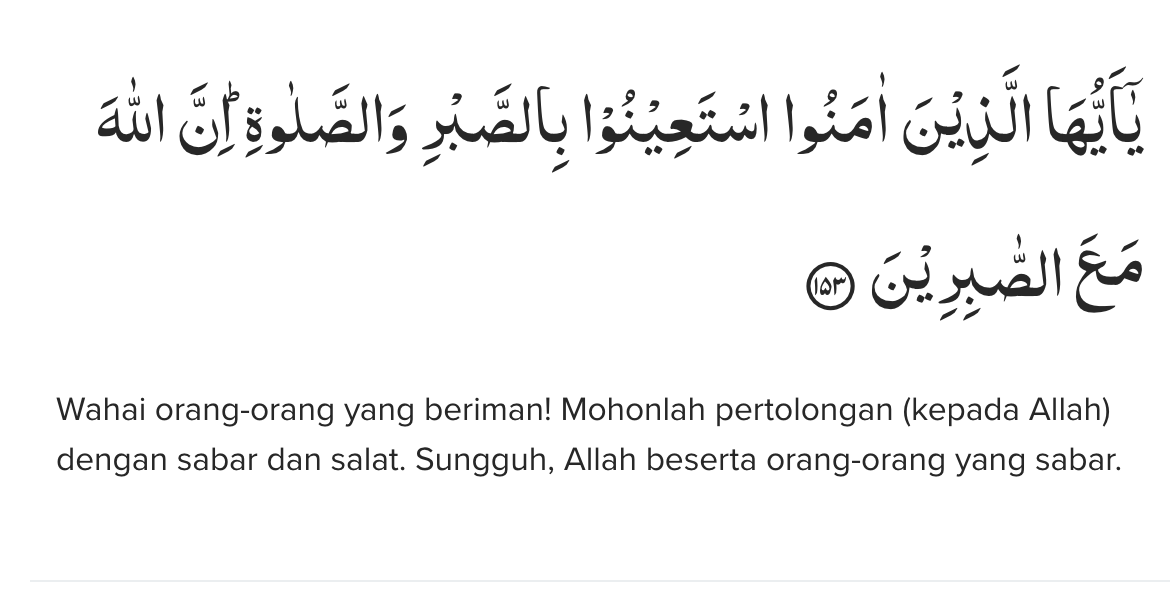 يٰٓاَيُّهَا الَّذِيْنَ اٰمَنُوا اسْتَعِيْنُوْا بِالصَّبْرِ وَالصَّلٰوةِ ۗاِنَّ اللّٰهَ
مَعَ الصّٰبِرِيْنَ ١٥٣
Wahai orang-orang yang beriman! Mohonlah pertolongan (kepada Allah)
dengan sabar dan salat. Sungguh, Allah beserta orang-orang yang sabar.